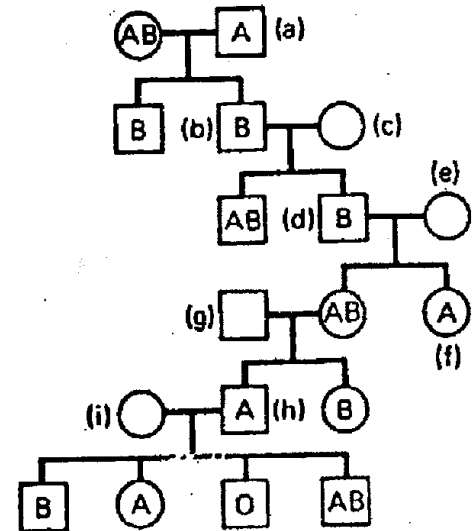 AB A (a)
B (b) B (c)
(e)
AB (d) B
(g) AB A
(f)
(i) A (h) B
B A O AB